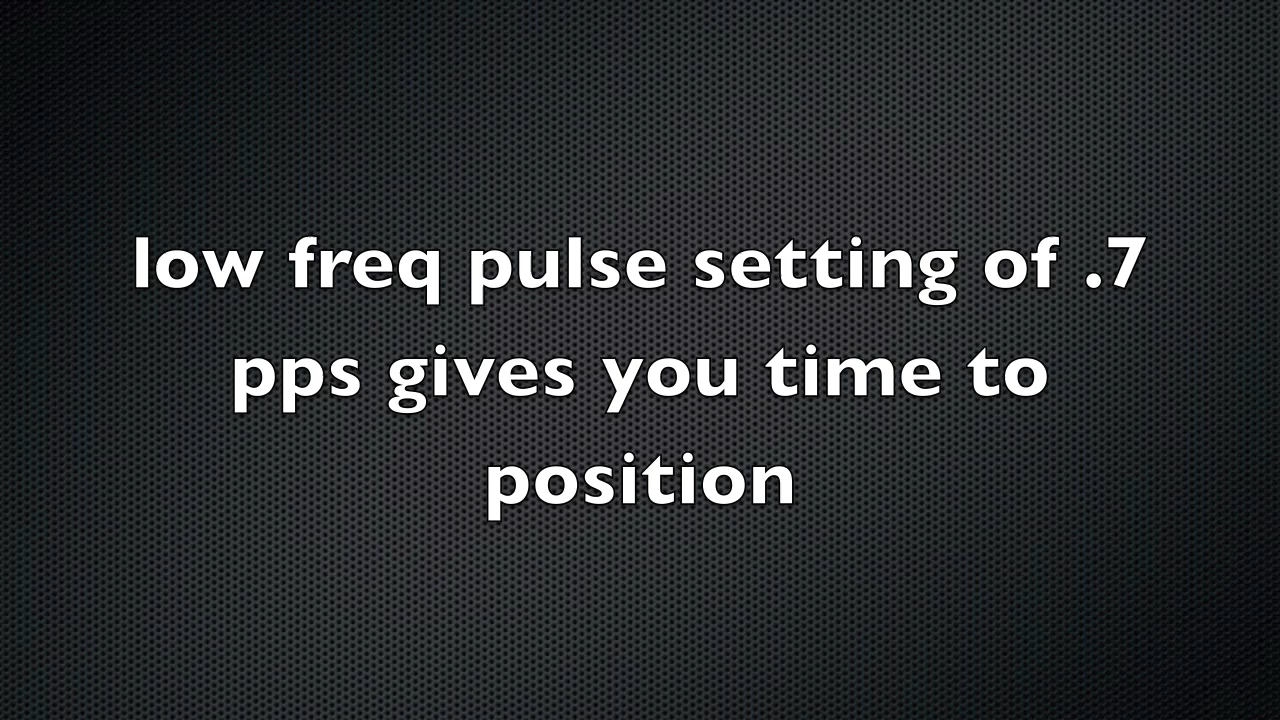 low freq pulse setting of .7
pps gives you time to
position